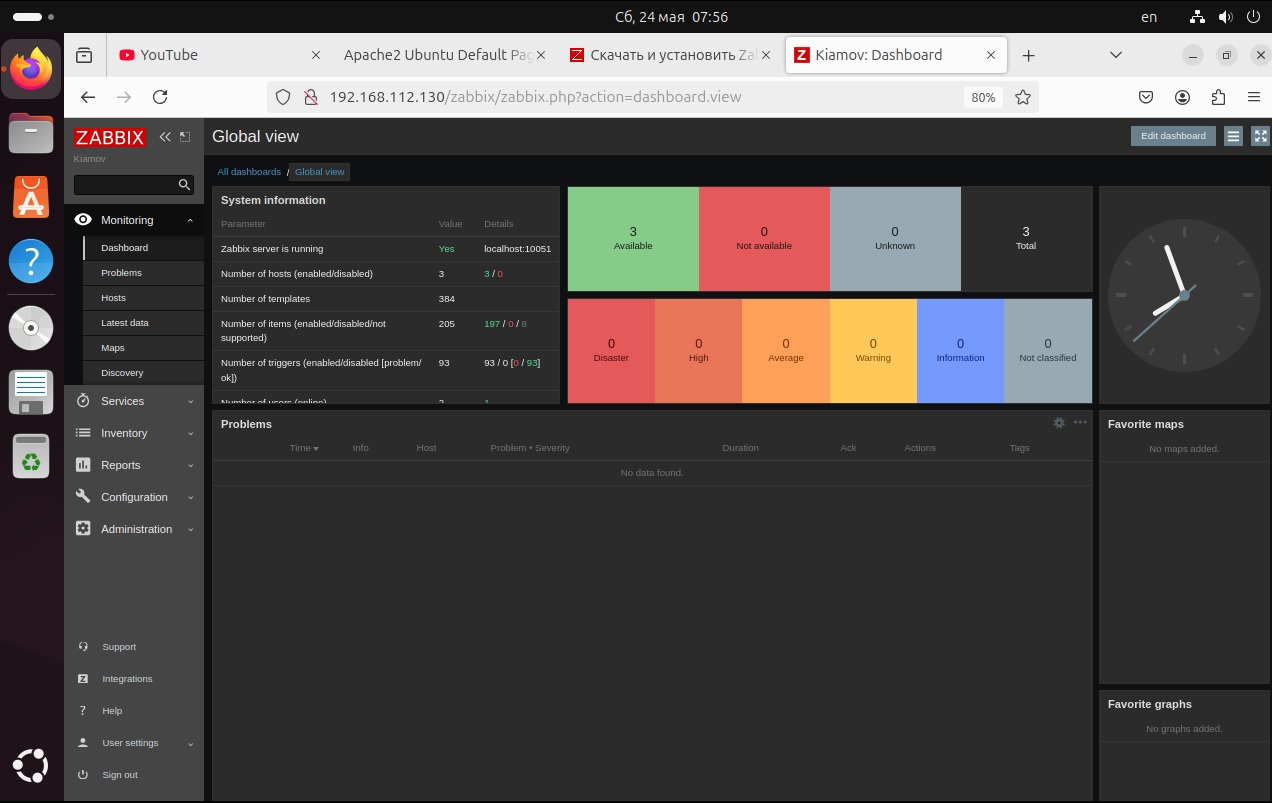 Сб, 24 мая 07:56
en
YouTube
Apache2 Ubuntu Default Pag
Скачать и установить Za
Kiamov: Dashboard
192.168.112.130/zabbix/zabbix.php?action=dashboard.view
80%
ZABBIX
Kiamov
Global view
Edit dashboard
All dashboards / Global view
Monitoring
Dashboard
Problems
Hosts
Latest data
Maps
Discovery
Services
Inventory
Reports
Configuration
Administration
Support
Integrations
Help
User settings
Sign out
System information
Parameter Value Details
Zabbix server is running Yes localhost:10051
Number of hosts (enabled/disabled) 3 3 / 0
Number of templates 384
Number of items (enabled/disabled/not 205 197 / 0 / 8
supported)
Number of triggers (enabled/disabled [problem/ 93 93 / 0 [0 / 93]
ok])
Number of users (online) 2 1
3 0 0 3
Available Not available Unknown Total
0 0 0 0 0 0
Disaster High Average Warning Information Not classified
Problems
Time Info Host Problem • Severity Duration Ack Actions Tags
No data found.
Favorite maps
No maps added.
Favorite graphs
No graphs added.